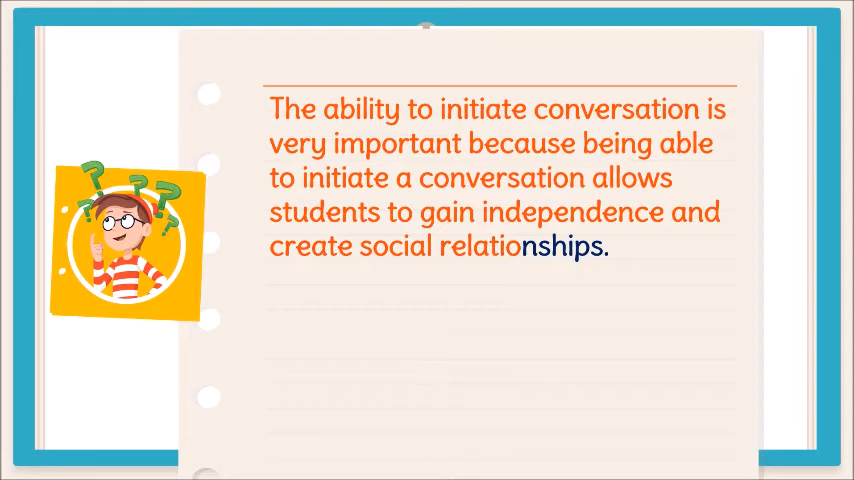 The ability to initiate conversation is
very important because being able
to initiate a conversation allows
students to gain independence and
create social relationships.